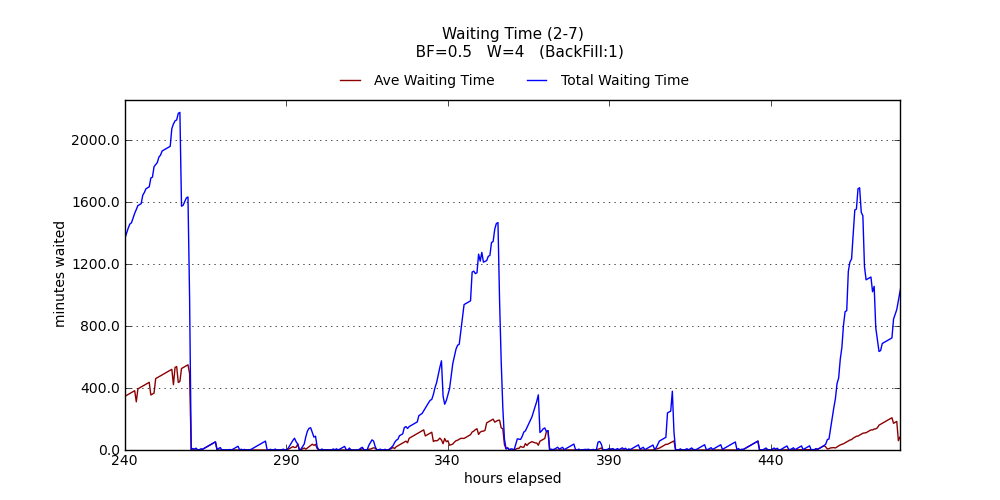 Waiting Time (2-7)
BF=0.5   W=4   (BackFill:1)
Ave Waiting Time
Total Waiting Time
2000.0
1600.0
1200.0
800.0
400.0
0.0
minutes waited
240
290
340
390
440
hours elapsed